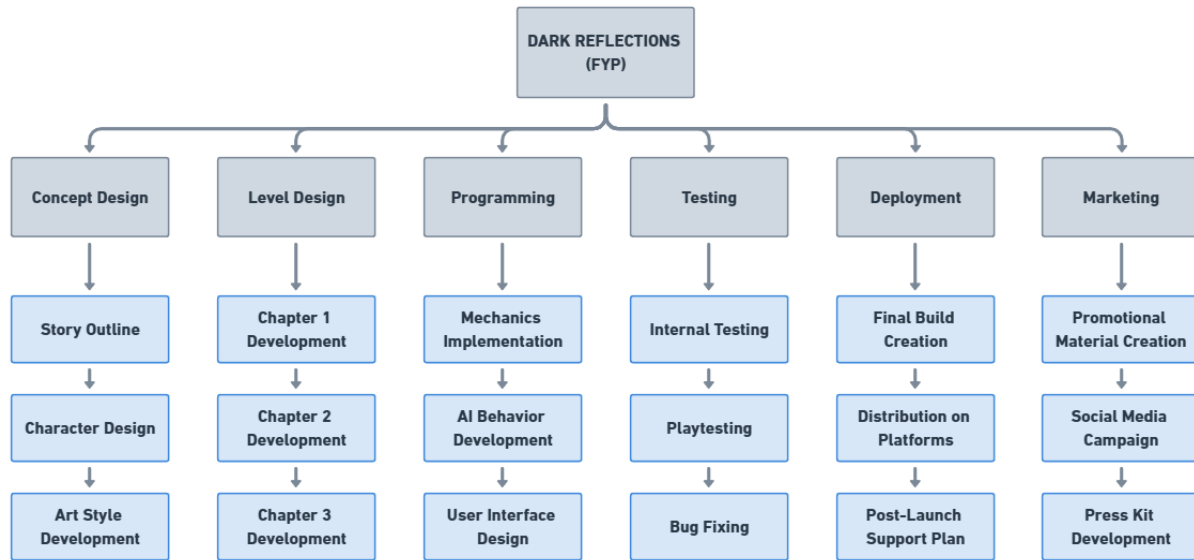 DARK REFLECTIONS
(FYP)
Concept Design
Level Design
Programming
Testing
Deployment
Marketing
Story Outline
Chapter 1
Development
Mechanics
Implementation
Internal Testing
Final Build
Creation
Promotional
Material Creation
Character Design
Chapter 2
Development
AI Behavior
Development
Playtesting
Distribution on
Platforms
Social Media
Campaign
Art Style
Development
Chapter 3
Development
User Interface
Design
Bug Fixing
Post-Launch
Support Plan
Press Kit
Development